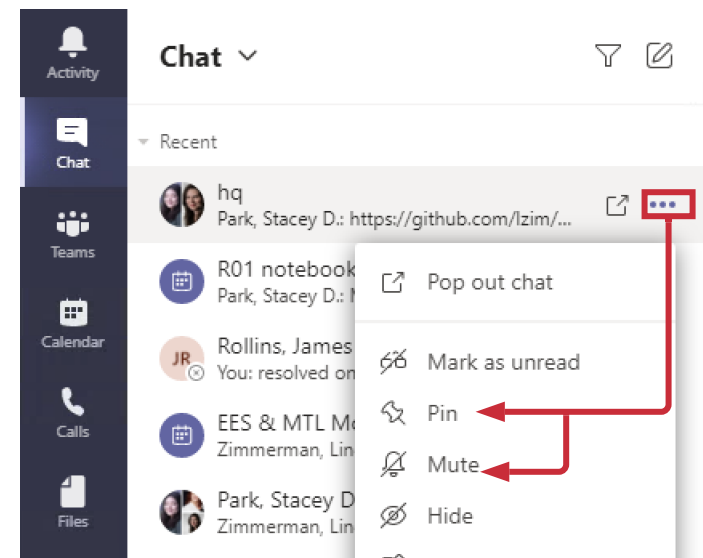 Activity
Chat
Teams
Calendar
Calls
Files
Chat
Recent
hq
Park, Stacey D.: https://github.com/lzim/...
R01 notebook
Park, Stacey D.:
JR
Rollins, James
You: resolved on
EES & MTL
Zimmerman, Lin
Park, Stacey D
Zimmerman, Lin
Pop out chat
Mark as unread
Pin
Mute
Hide